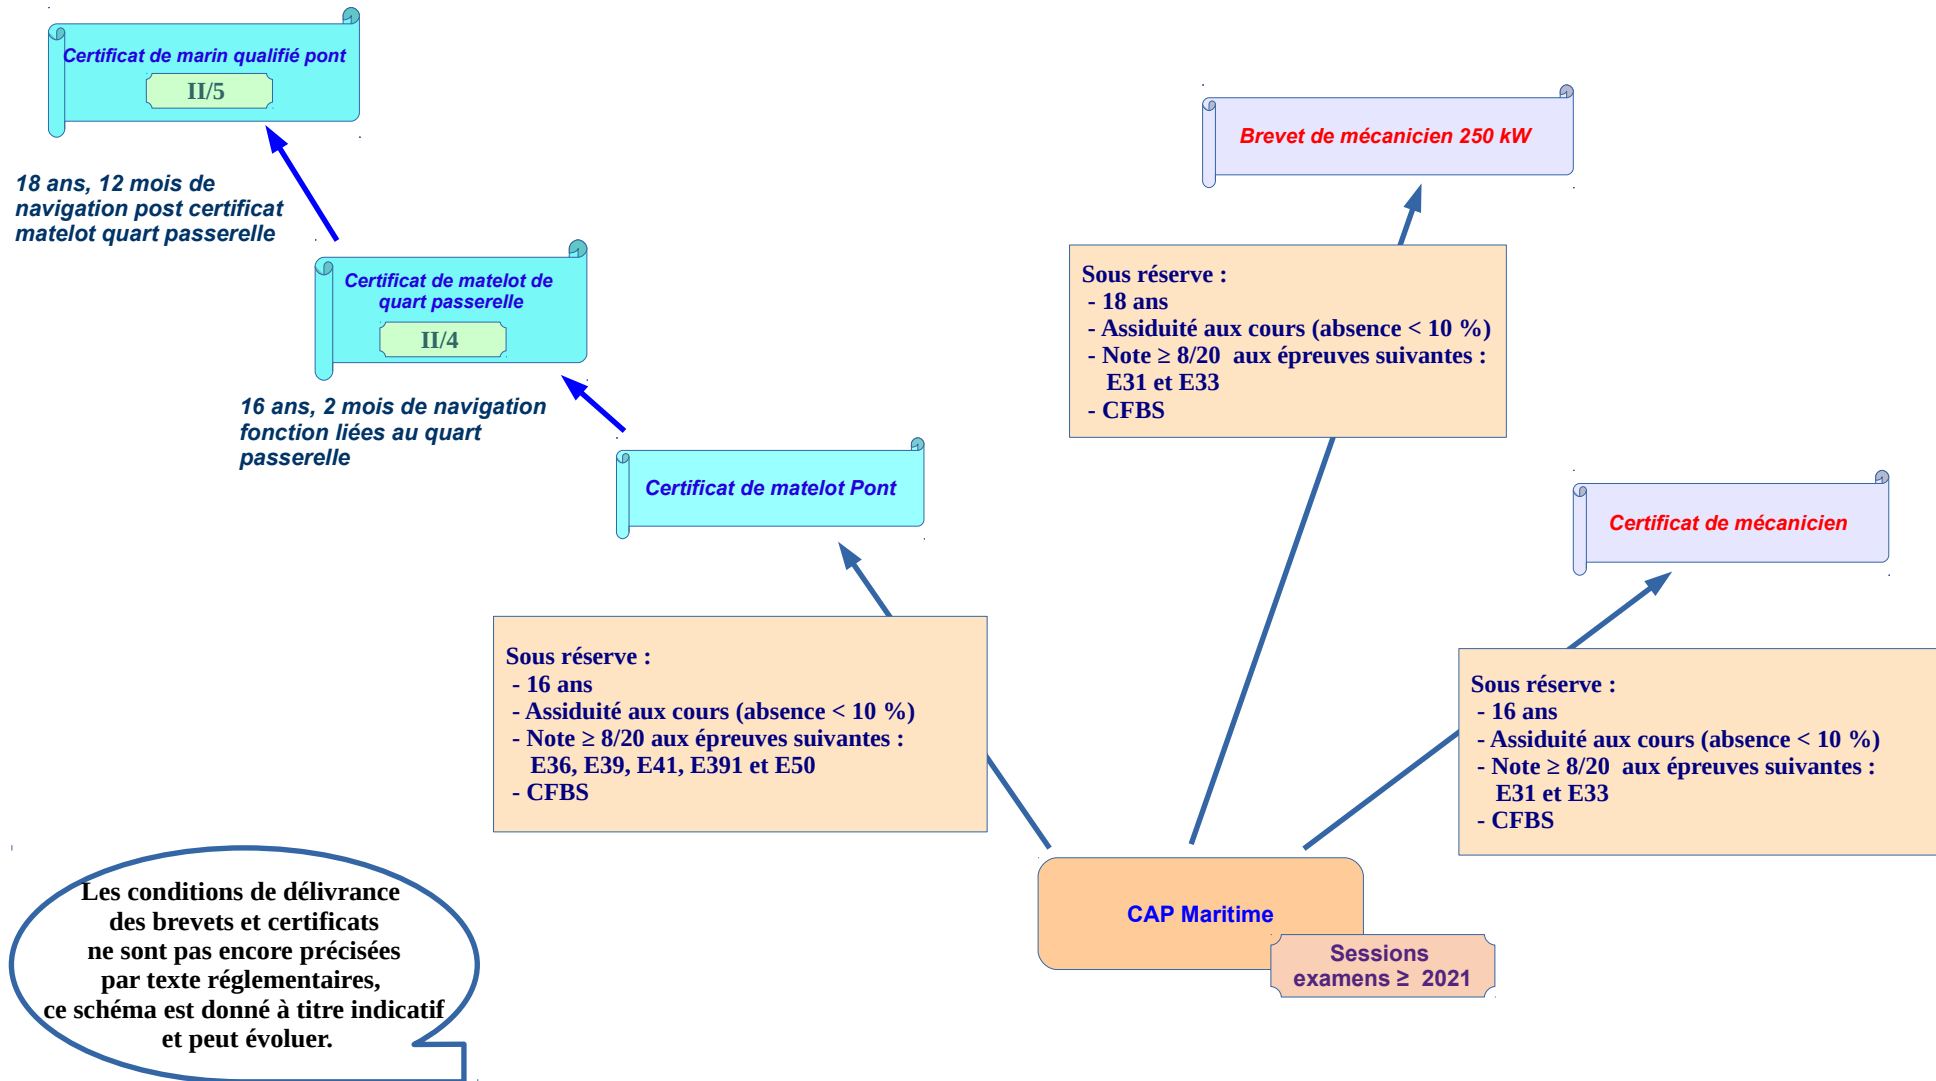 Certificat de marin qualifié pont
II/5
18 ans, 12 mois de
navigation post certificat
matelot quart passerelle
Certificat de matelot de
quart passerelle
II/4
16 ans, 2 mois de navigation
fonction liées au quart
passerelle
Certificat de matelot Pont
Brevet de mécanicien 250 kW
Sous réserve :
- 18 ans
- Assiduité aux cours (absence < 10 %)
- Note ≥ 8/20  aux épreuves suivantes :
E31 et E33
- CFBS
Certificat de mécanicien
Sous réserve :
- 16 ans
- Assiduité aux cours (absence < 10 %)
- Note ≥ 8/20 aux épreuves suivantes :
E36, E39, E41, E391 et E50
- CFBS
Sous réserve :
- 16 ans
- Assiduité aux cours (absence < 10 %)
- Note ≥ 8/20  aux épreuves suivantes :
E31 et E33
- CFBS
CAP Maritime
Sessions
examens ≥  2021
Les conditions de délivrance
des brevets et certificats
ne sont pas encore précisées
par texte réglementaires,
ce schéma est donné à titre indicatif
et peut évoluer.